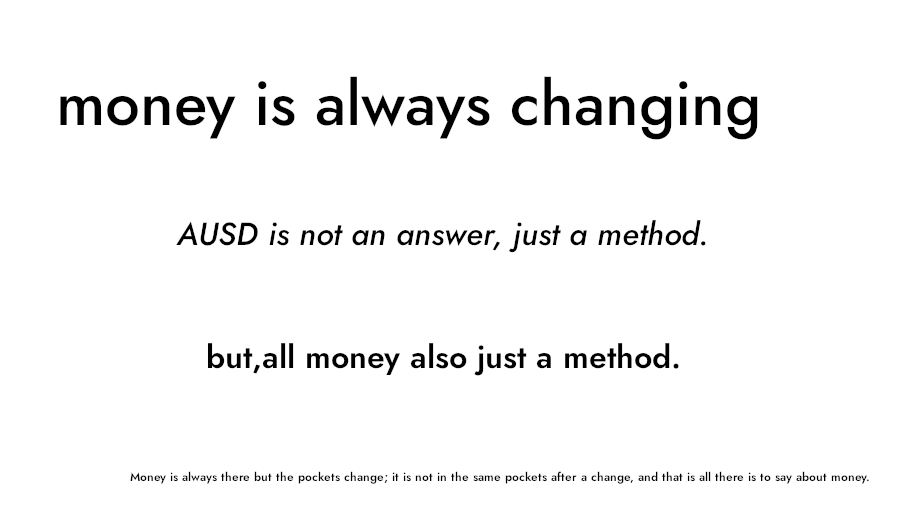 money is always changing
AUSD is not an answer, just a method.
but,all money also just a method.
Money is always there but the pockets change; it is not in the same pockets after a change, and that is all there is to say about money.